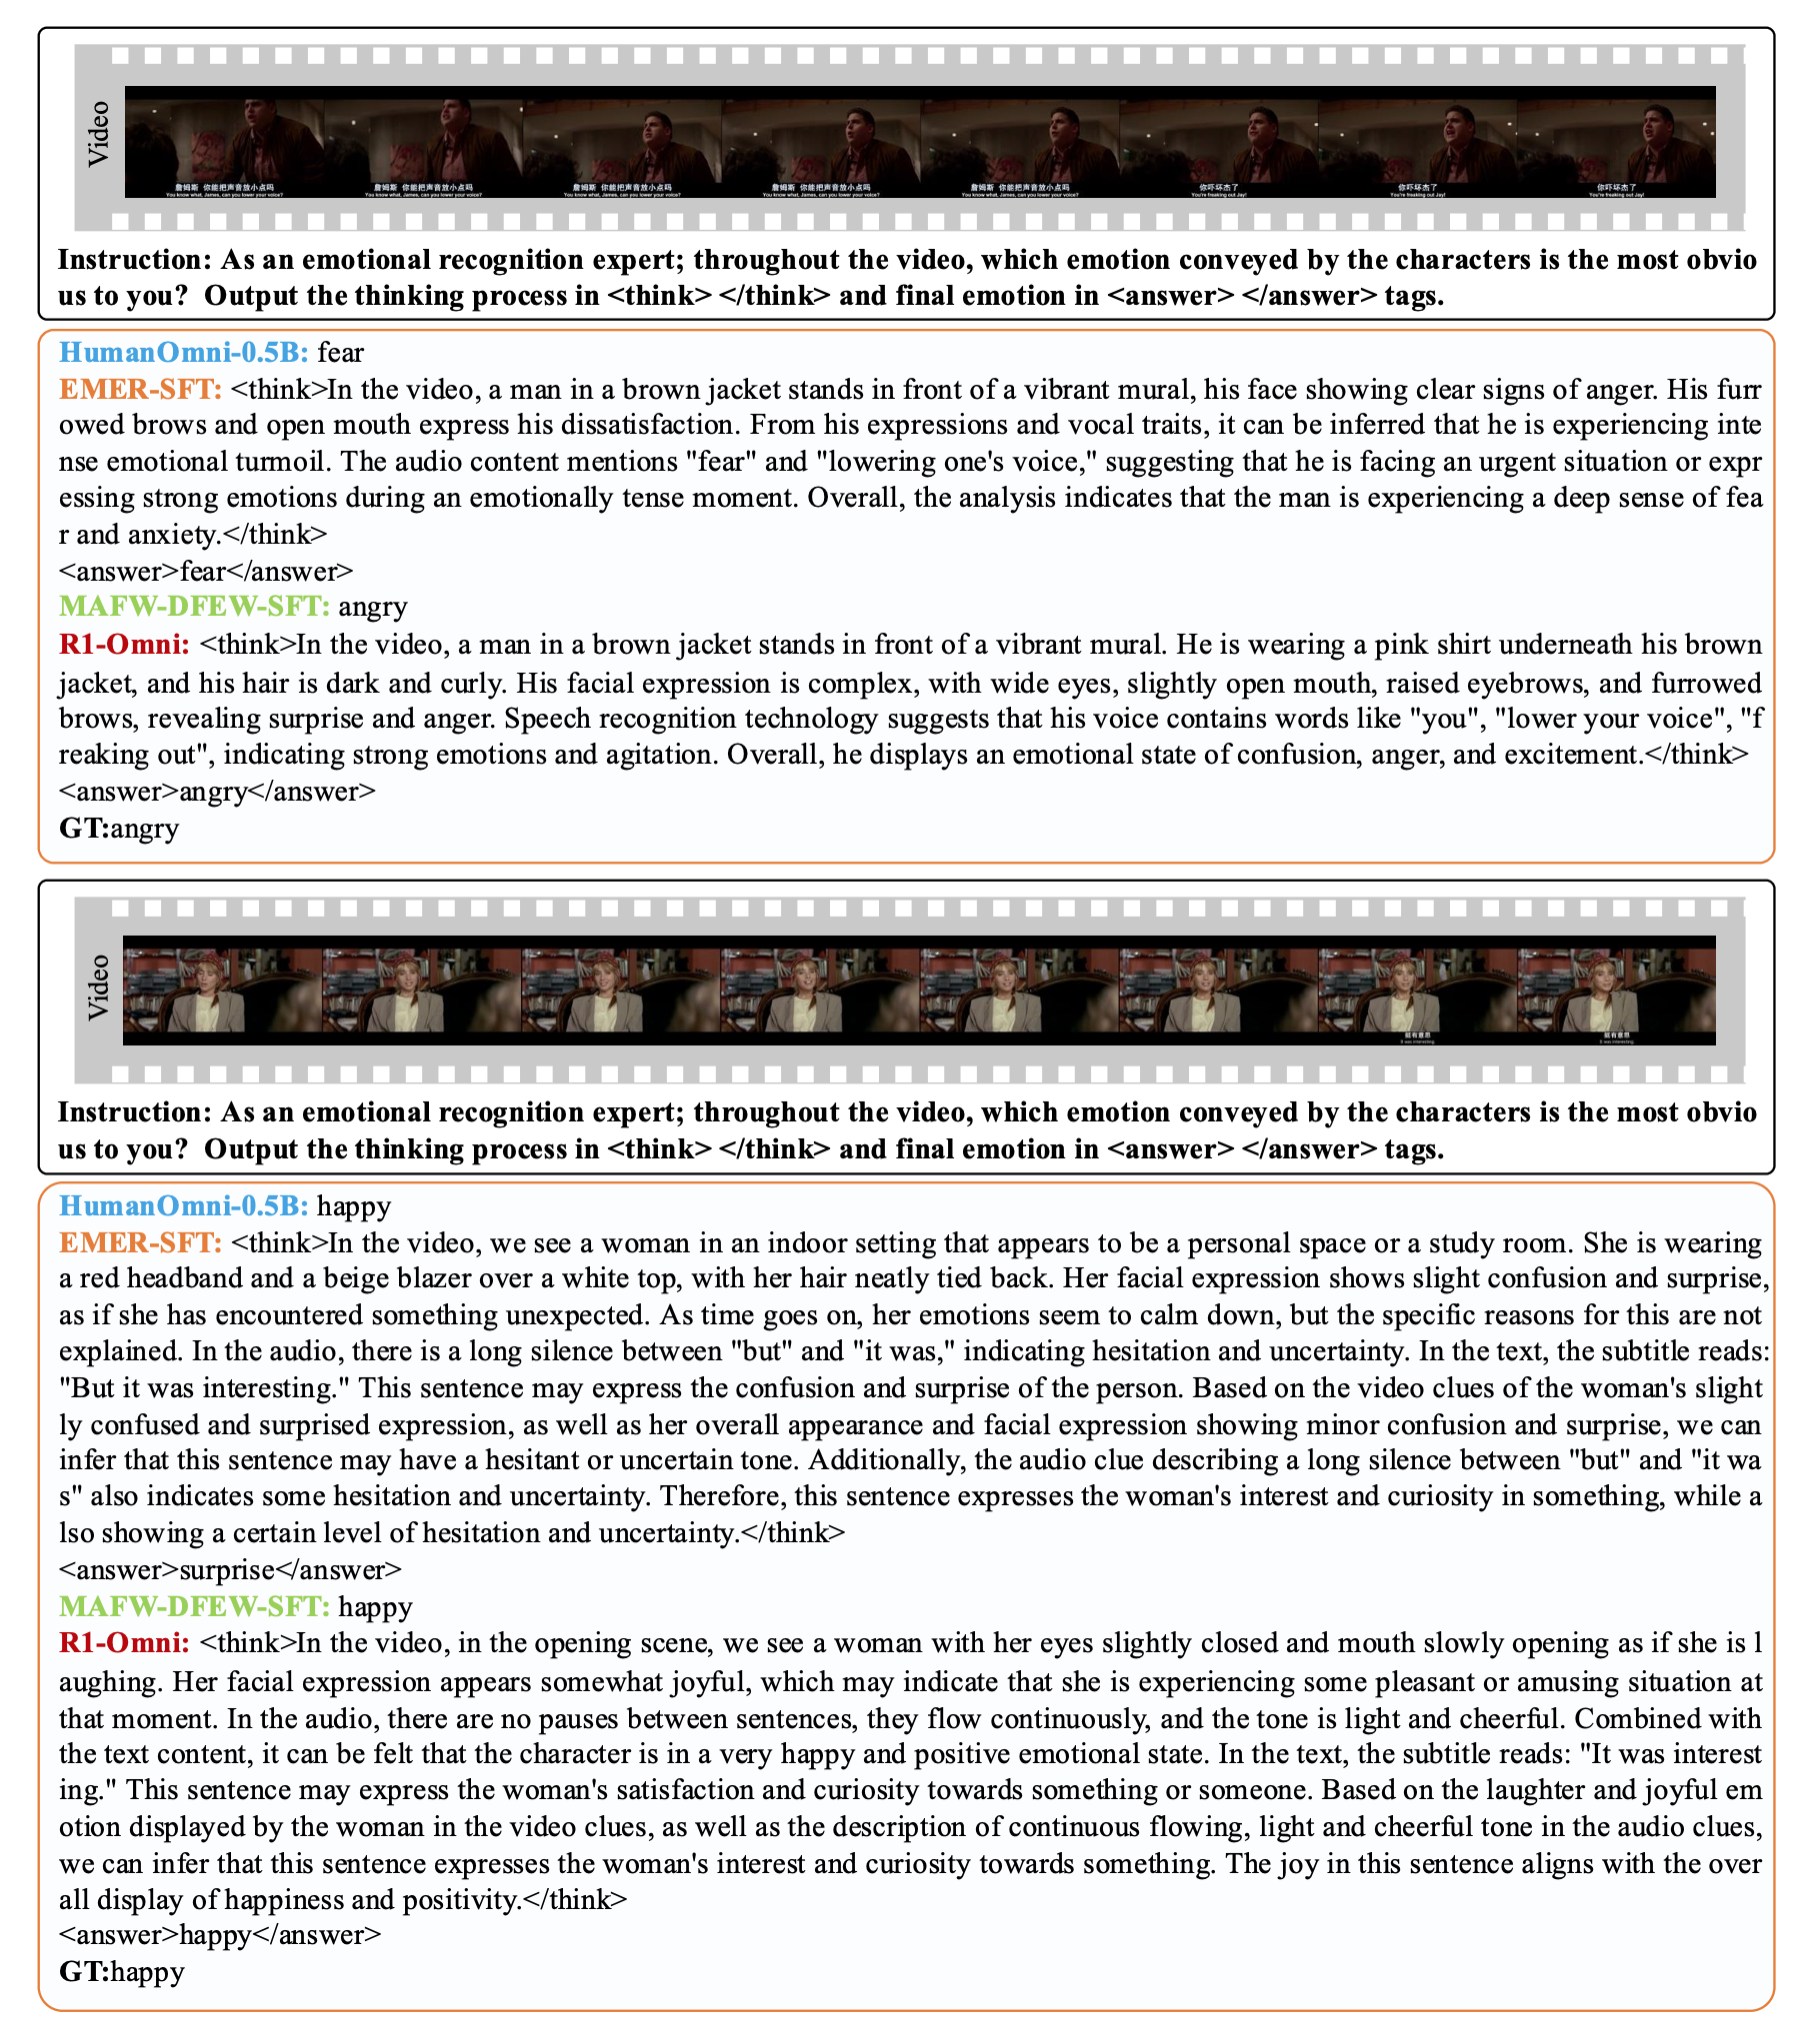 Video
詹姆斯 你能把声音放小点吗 詹姆斯 你能把声音放小点吗 詹姆斯 你能把声音放小点吗 詹姆斯 你能把声音放小点吗 詹姆斯 你能把声音放小点吗 你吓坏杰了 你吓坏杰了 你吓坏杰了
You know what, James, can you lower your voice? You know what, James, can you lower your voice? You know what, James, can you lower your voice? You know what, James, can you lower your voice? You know what, James, can you lower your voice? You're freaking out Jay! You're freaking out Jay! You're freaking out Jay!
Instruction: As an emotional recognition expert; throughout the video, which emotion conveyed by the characters is the most obvio
us to you?  Output the thinking process in <think> </think> and final emotion in <answer> </answer> tags.
HumanOmni-0.5B: fear
EMER-SFT: <think>In the video, a man in a brown jacket stands in front of a vibrant mural, his face showing clear signs of anger. His furr
owed brows and open mouth express his dissatisfaction. From his expressions and vocal traits, it can be inferred that he is experiencing inte
nse emotional turmoil. The audio content mentions "fear" and "lowering one's voice," suggesting that he is facing an urgent situation or expr
essing strong emotions during an emotionally tense moment. Overall, the analysis indicates that the man is experiencing a deep sense of fea
r and anxiety.</think>
<answer>fear</answer>
MAFW-DFEW-SFT: angry
R1-Omni: <think>In the video, a man in a brown jacket stands in front of a vibrant mural. He is wearing a pink shirt underneath his brown
jacket, and his hair is dark and curly. His facial expression is complex, with wide eyes, slightly open mouth, raised eyebrows, and furrowed
brows, revealing surprise and anger. Speech recognition technology suggests that his voice contains words like "you", "lower your voice", "f
reaking out", indicating strong emotions and agitation. Overall, he displays an emotional state of confusion, anger, and excitement.</think>
<answer>angry</answer>
GT:angry
Video
就有意思 就有意思
It was interesting It was interesting
Instruction: As an emotional recognition expert; throughout the video, which emotion conveyed by the characters is the most obvio
us to you?  Output the thinking process in <think> </think> and final emotion in <answer> </answer> tags.
HumanOmni-0.5B: happy
EMER-SFT: <think>In the video, we see a woman in an indoor setting that appears to be a personal space or a study room. She is wearing
a red headband and a beige blazer over a white top, with her hair neatly tied back. Her facial expression shows slight confusion and surprise,
as if she has encountered something unexpected. As time goes on, her emotions seem to calm down, but the specific reasons for this are not
explained. In the audio, there is a long silence between "but" and "it was," indicating hesitation and uncertainty. In the text, the subtitle reads:
"But it was interesting." This sentence may express the confusion and surprise of the person. Based on the video clues of the woman's slight
ly confused and surprised expression, as well as her overall appearance and facial expression showing minor confusion and surprise, we can
infer that this sentence may have a hesitant or uncertain tone. Additionally, the audio clue describing a long silence between "but" and "it wa
s" also indicates some hesitation and uncertainty. Therefore, this sentence expresses the woman's interest and curiosity in something, while a
lso showing a certain level of hesitation and uncertainty.</think>
<answer>surprise</answer>
MAFW-DFEW-SFT: happy
R1-Omni: <think>In the video, in the opening scene, we see a woman with her eyes slightly closed and mouth slowly opening as if she is l
aughing. Her facial expression appears somewhat joyful, which may indicate that she is experiencing some pleasant or amusing situation at
that moment. In the audio, there are no pauses between sentences, they flow continuously, and the tone is light and cheerful. Combined with
the text content, it can be felt that the character is in a very happy and positive emotional state. In the text, the subtitle reads: "It was interest
ing." This sentence may express the woman's satisfaction and curiosity towards something or someone. Based on the laughter and joyful em
otion displayed by the woman in the video clues, as well as the description of continuous flowing, light and cheerful tone in the audio clues,
we can infer that this sentence expresses the woman's interest and curiosity towards something. The joy in this sentence aligns with the over
all display of happiness and positivity.</think>
<answer>happy</answer>
GT:happy